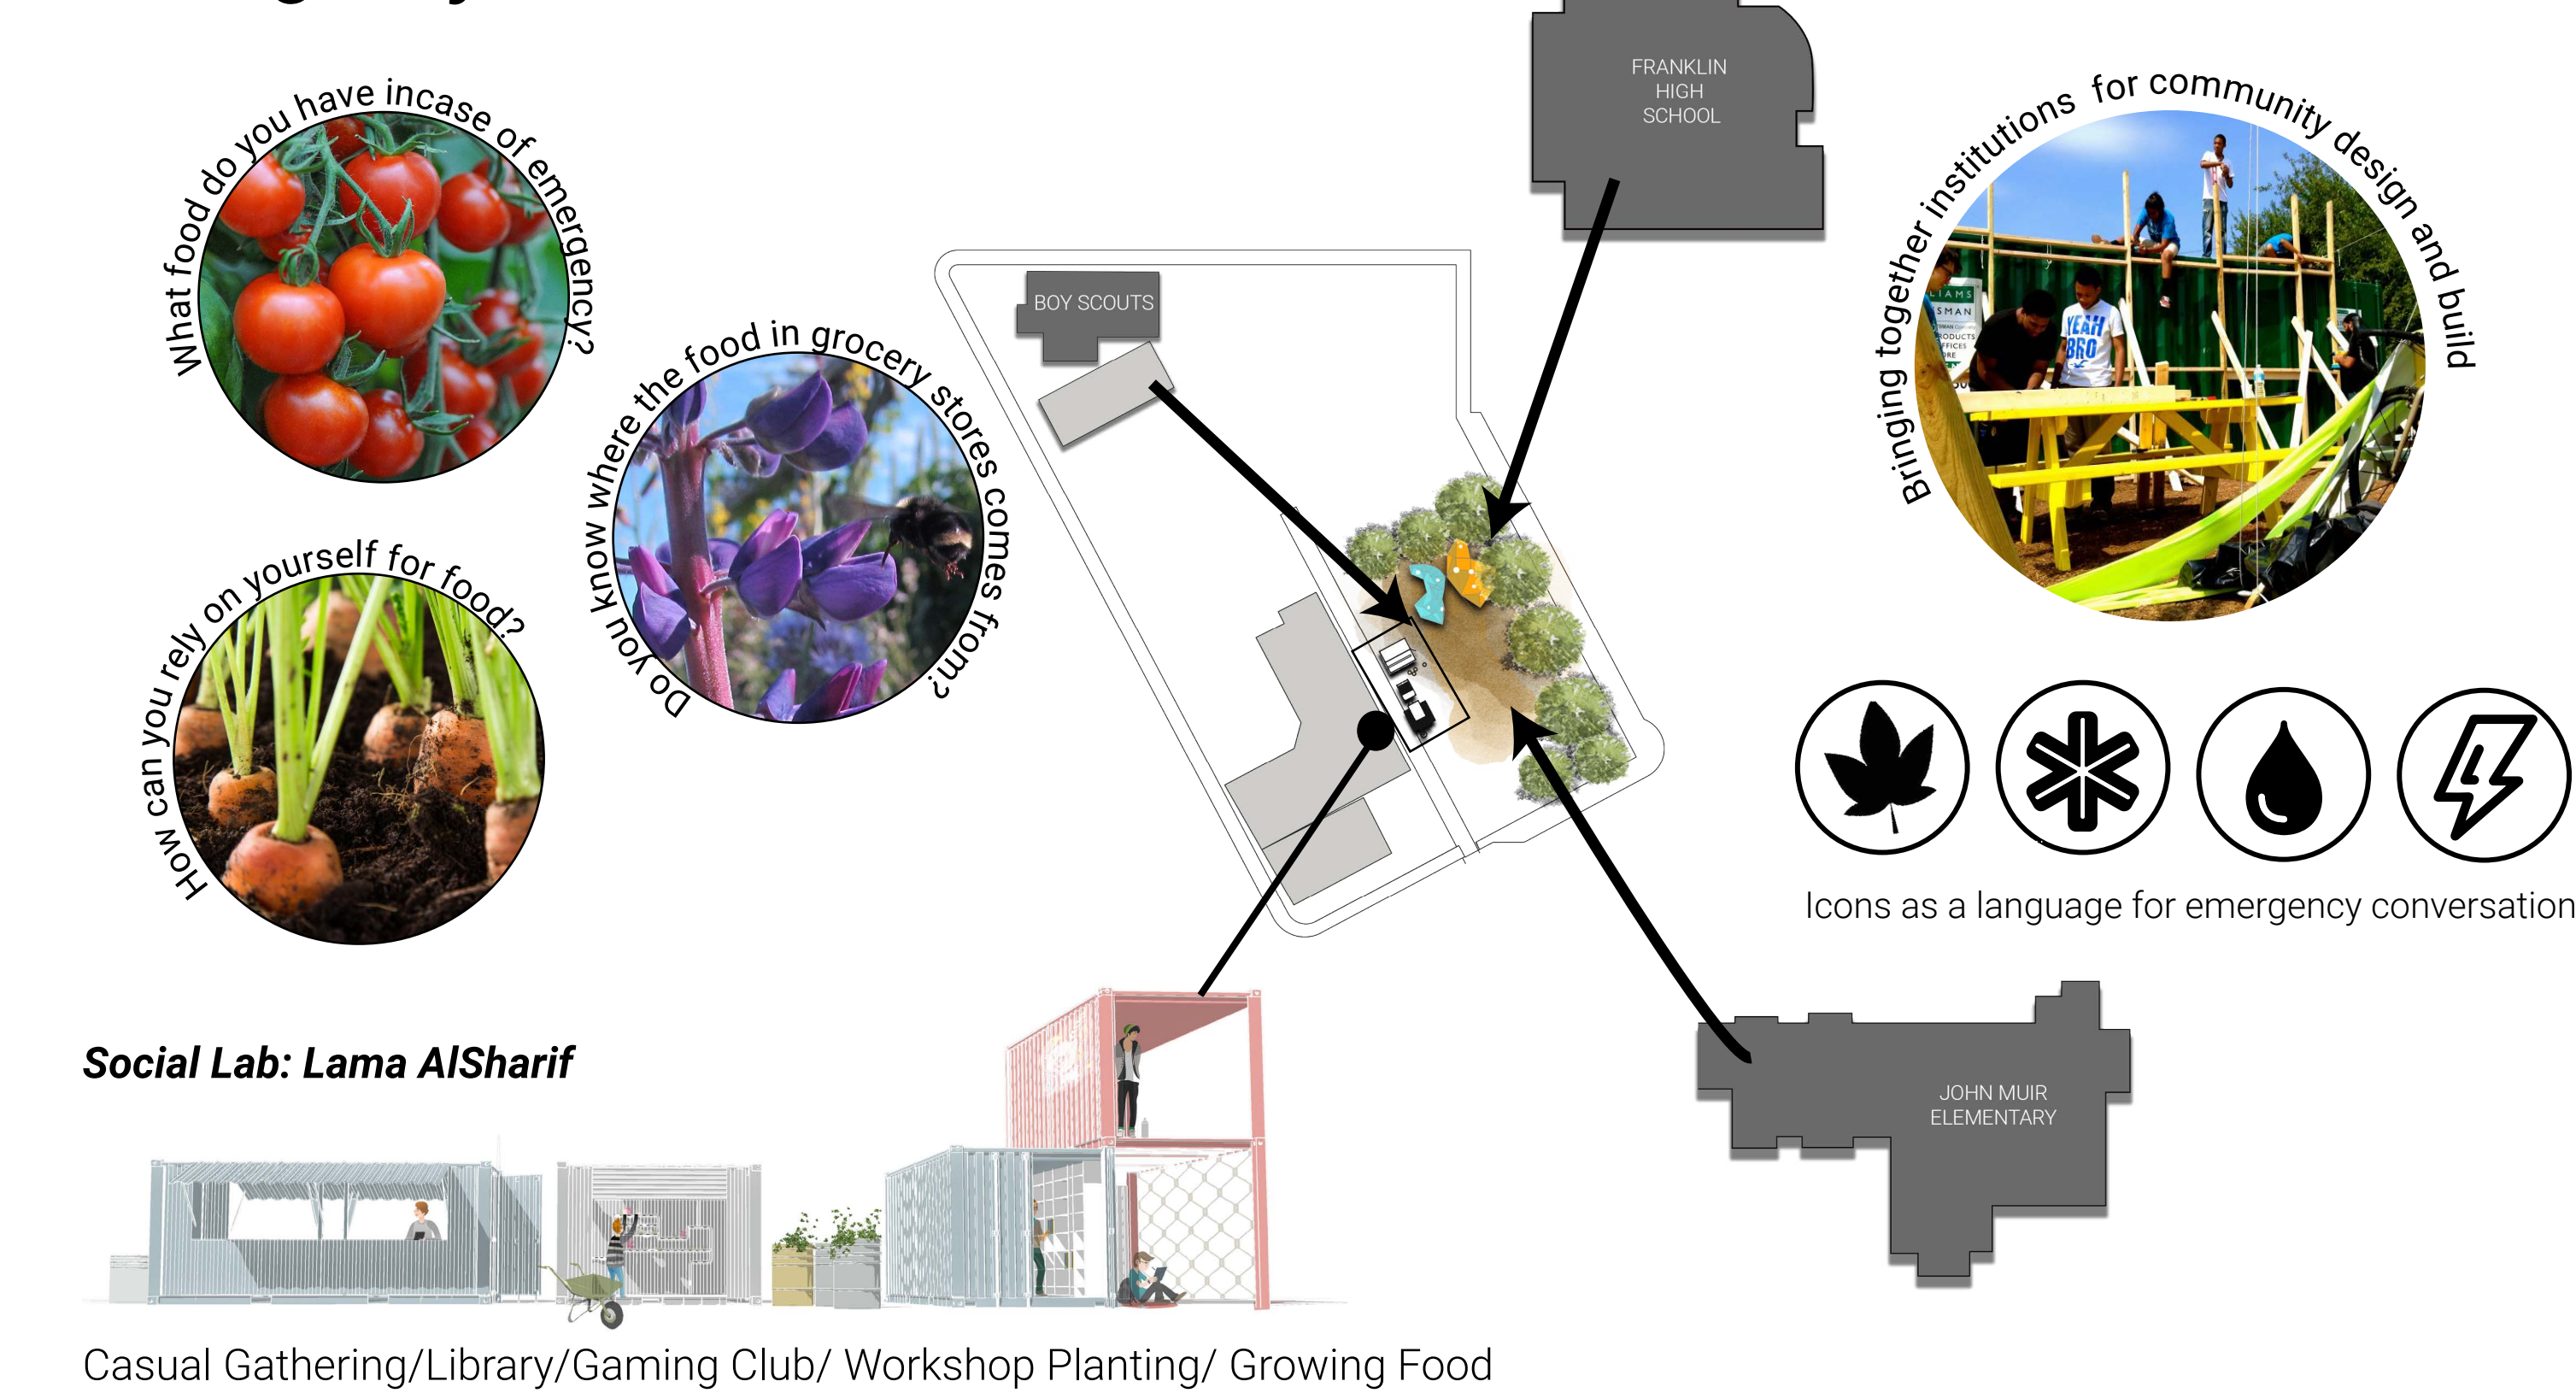 FRANKLIN
HIGH
SCHOOL
What food do you have incase of emergency?
Bringing together institutions for community design and build
BOY SCOUTS
Do you know where the food in grocery stores comes from?
YEAH
BRO
How can you rely on yourself for food?
Icons as a language for emergency conversation
Social Lab: Lama AlSharif
JOHN MUIR
ELEMENTARY
Casual Gathering/Library/Gaming Club/ Workshop Planting/ Growing Food